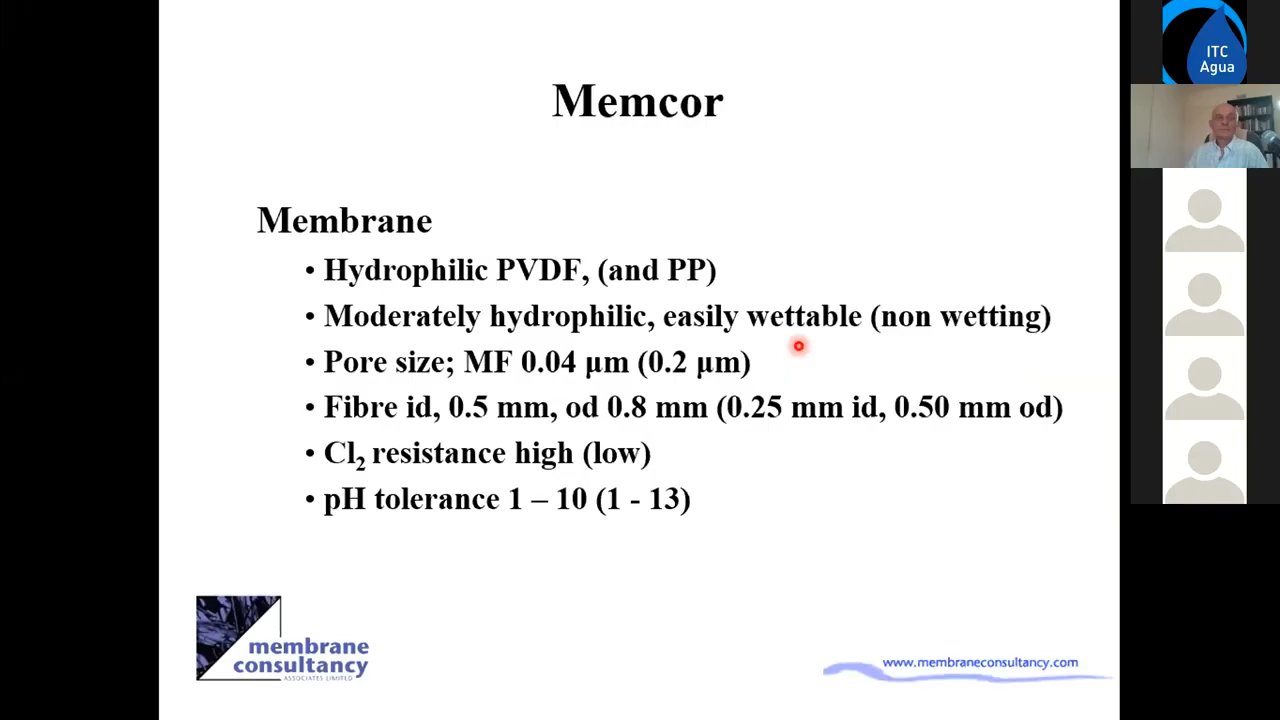 Memcor
Membrane
• Hydrophilic PVDF, (and PP)
• Moderately hydrophilic, easily wettable (non wetting)
• Pore size; MF 0.04 μm (0.2 μm)
• Fibre id, 0.5 mm, od 0.8 mm (0.25 mm id, 0.50 mm od)
• Cl₂ resistance high (low)
• pH tolerance 1 – 10 (1 - 13)
membrane
consultancy
ASSOCIATES LIMITED
www.membraneconsultancy.com
ITC
Agua